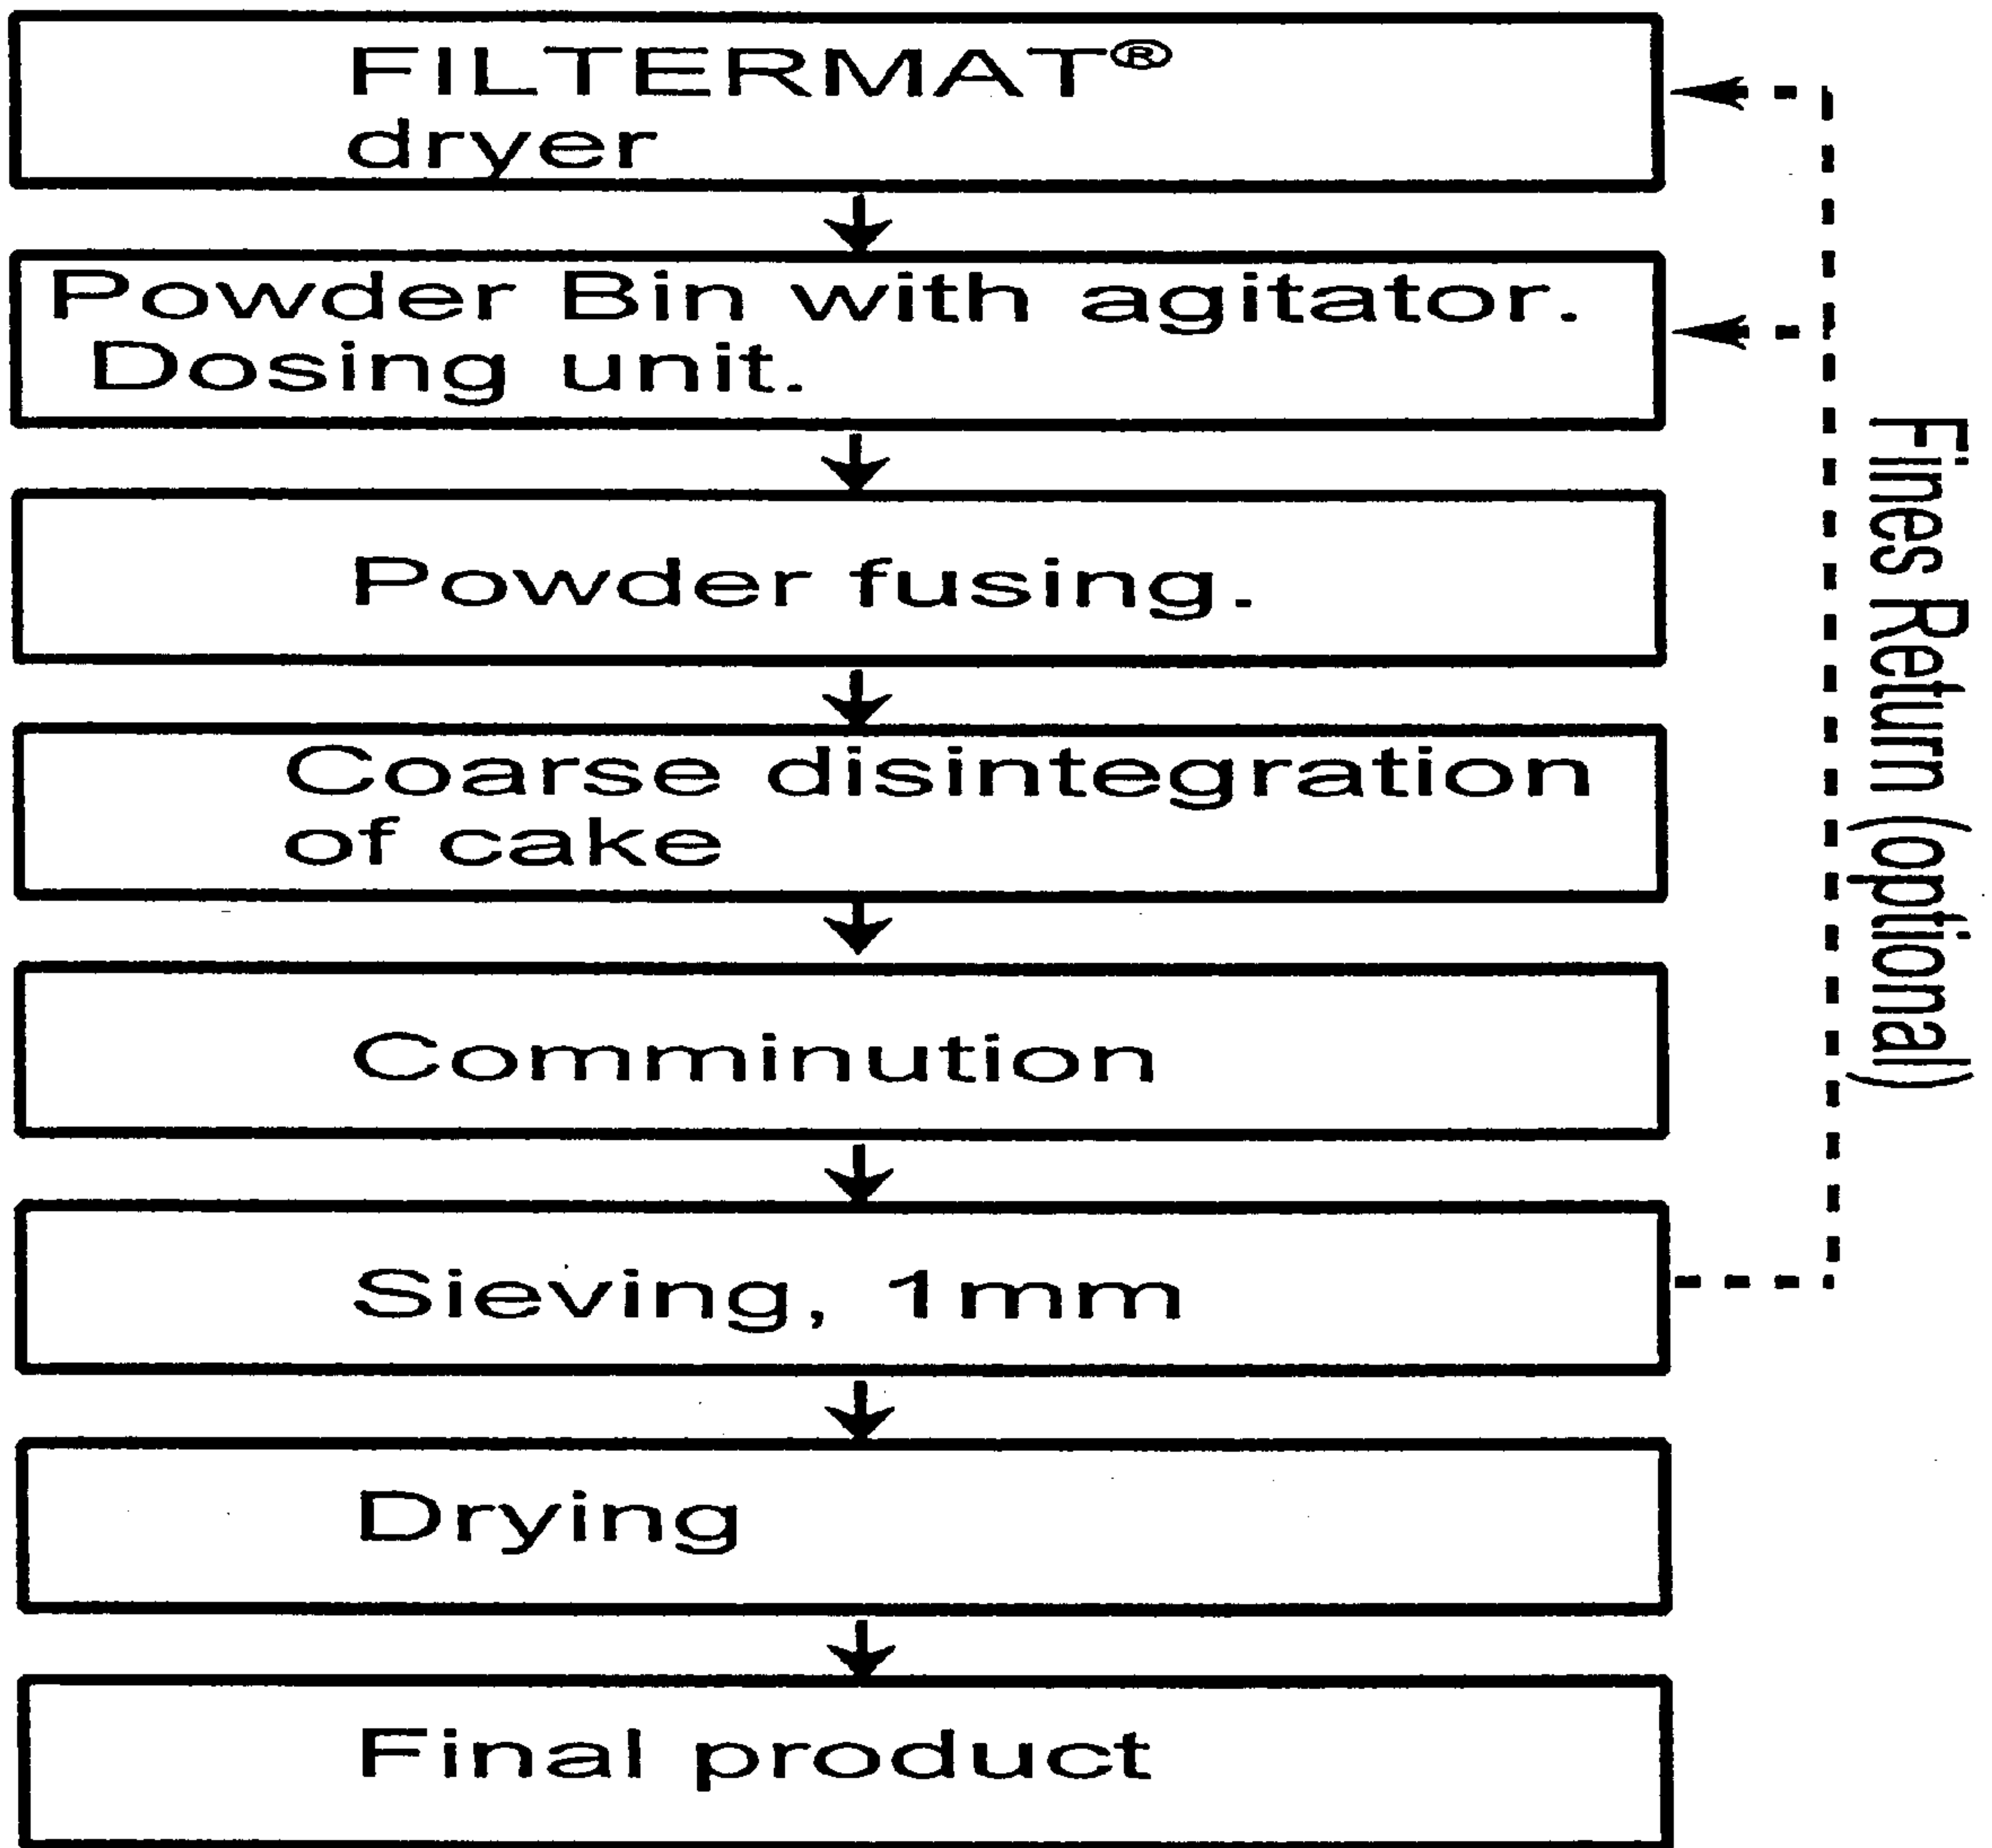 FILTERMAT®
dryer
Powder Bin with agitator.
Dosing unit.
Powder fusing.
Coarse disintegration
of cake
Comminution
Sieving, 1mm
Drying
Final product
Fines Return (optional)